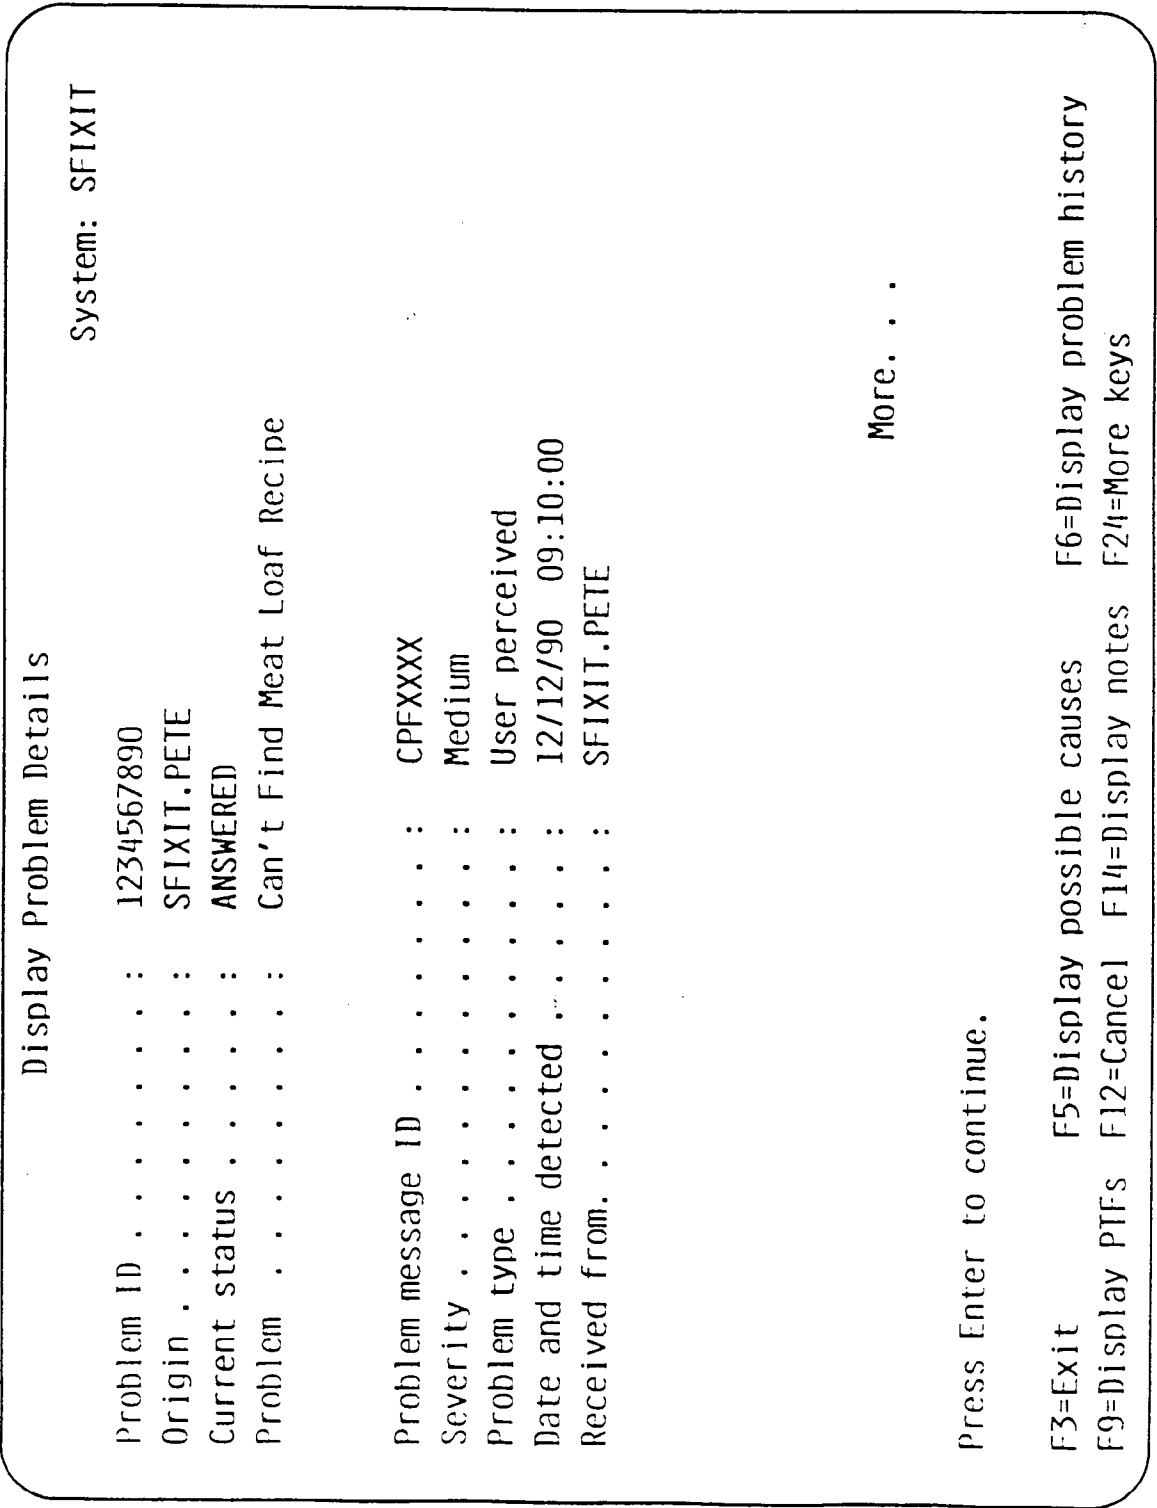 Display Problem Details
System: SFIXIT
Problem ID . . . . . . . . : 1234567890
Origin . . . . . . . . . . : SFIXIT.PETE
Current status . . . . . . : ANSWERED
Problem . . . . . . . . . : Can't Find Meat Loaf Recipe
Problem message ID . . . . . . . . : CPFXXXX
Severity . . . . . . . . . . . . . : Medium
Problem type . . . . . . . . . . . : User perceived
Date and time detected . . . . . . : 12/12/90 09:10:00
Received from. . . . . . . . . . . : SFIXIT.PETE
More. . .
Press Enter to continue.
F3=Exit F5=Display possible causes F6=Display problem history
F9=Display PTFs F12=Cancel F14=Display notes F24=More keys